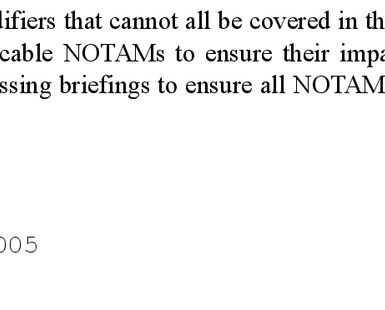 difiers that cannot all be covered in th
cable NOTAMs to ensure their impa
ssing briefings to ensure all NOTAM
005